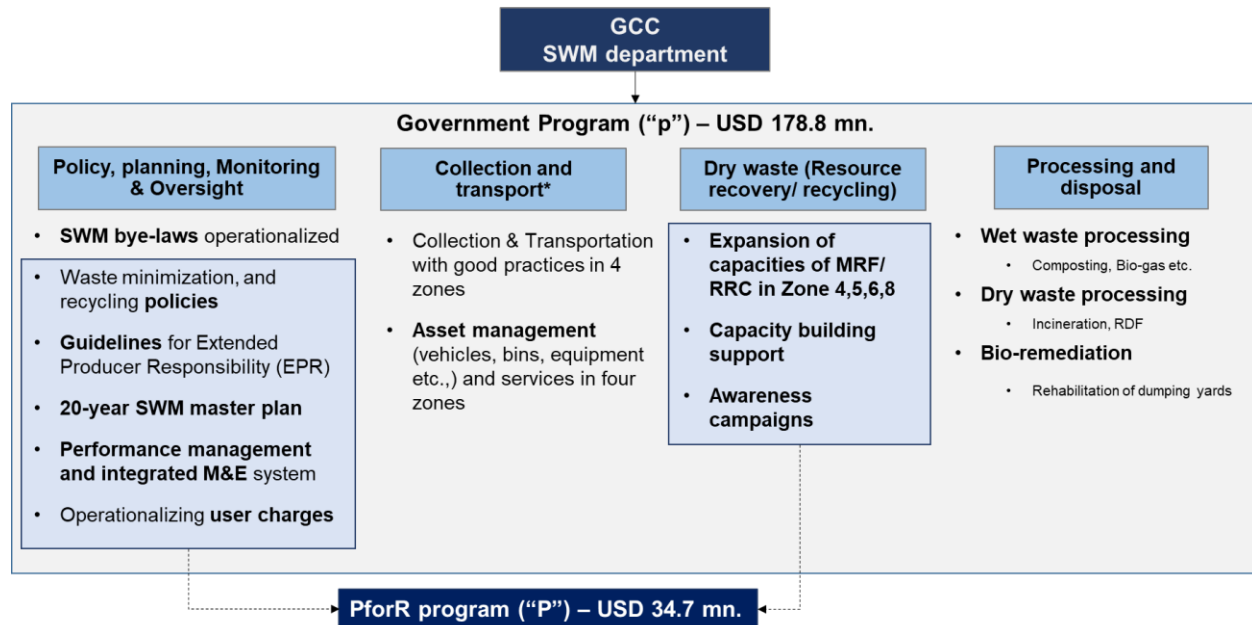 GCC
SWM department
Government Program (“p”) – USD 178.8 mn.
Policy, planning, Monitoring
& Oversight
• SWM bye-laws operationalized
• Waste minimization, and
recycling policies
• Guidelines for Extended
Producer Responsibility (EPR)
• 20-year SWM master plan
• Performance management
and integrated M&E system
• Operationalizing user charges
Collection and
transport*
• Collection & Transportation
with good practices in 4
zones
• Asset management
(vehicles, bins, equipment
etc.,) and services in four
zones
Dry waste (Resource
recovery/ recycling)
• Expansion of
capacities of MRF/
RRC in Zone 4,5,6,8
• Capacity building
support
• Awareness
campaigns
Processing and
disposal
• Wet waste processing
• Composting, Bio-gas etc.
• Dry waste processing
• Incineration, RDF
• Bio-remediation
• Rehabilitation of dumping yards
PforR program (“P”) – USD 34.7 mn.